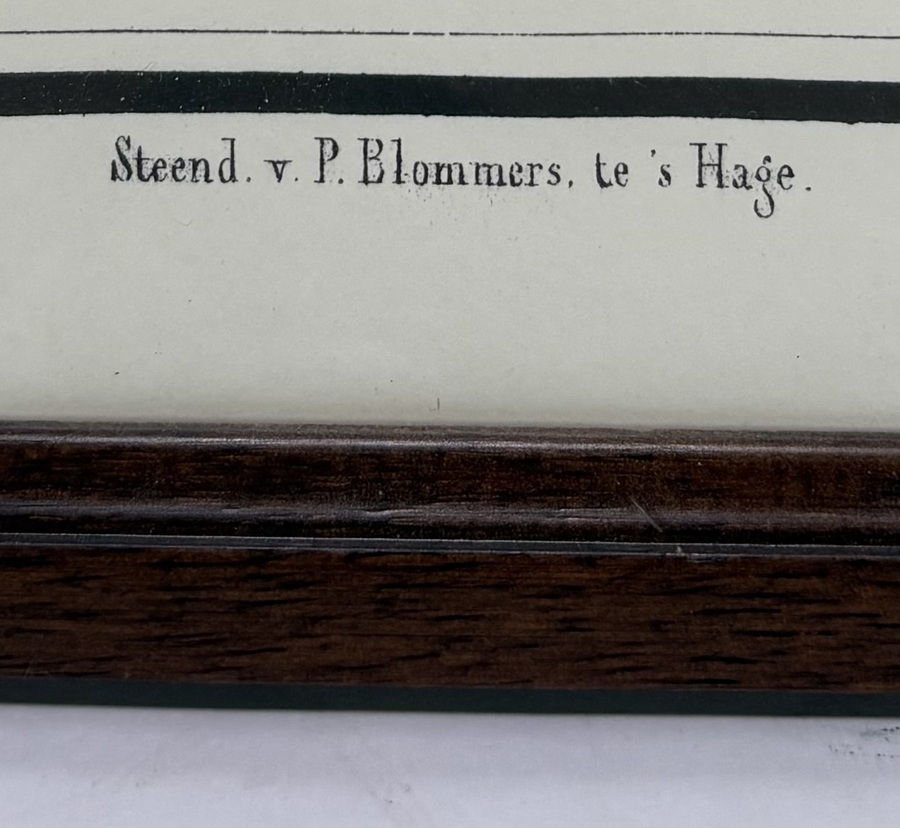 Steend. v. P. Blommers, te 's Hage.